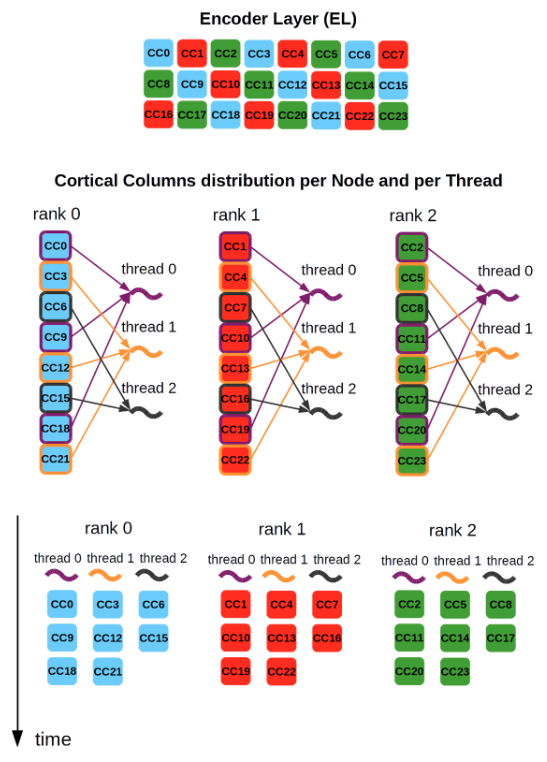 Encoder Layer (EL)
CC0 CC1 CC2 CC3 CC4 CC5 CC6 CC7
CC8 CC9 CC10 CC11 CC12 CC13 CC14 CC15
CC16 CC17 CC18 CC19 CC20 CC21 CC22 CC23
Cortical Columns distribution per Node and per Thread
rank 0
CC0
CC3
CC6
CC9
CC12
CC15
CC18
CC21
thread 0
thread 1
thread 2
rank 1
CC1
CC4
CC7
CC10
CC13
CC16
CC19
CC22
thread 0
thread 1
thread 2
rank 2
CC2
CC5
CC8
CC11
CC14
CC17
CC20
CC23
thread 0
thread 1
thread 2
rank 0
thread 0 thread 1 thread 2
CC0 CC3 CC6
CC9 CC12 CC15
CC18 CC21
rank 1
thread 0 thread 1 thread 2
CC1 CC4 CC7
CC10 CC13 CC16
CC19 CC22
rank 2
thread 0 thread 1 thread 2
CC2 CC5 CC8
CC11 CC14 CC17
CC20 CC23
time